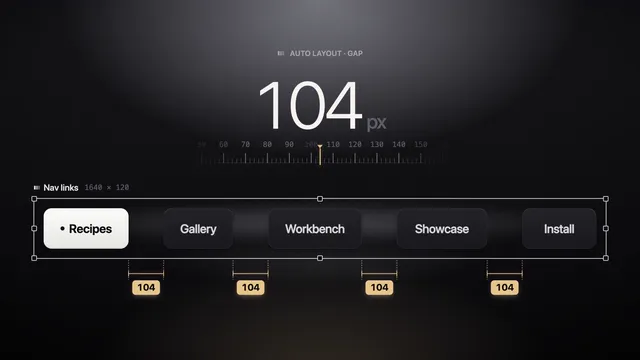 AUTO LAYOUT · GAP
104 px
60 70 80 90 110 120 130 140 150
Nav links 1640 × 120
• Recipes Gallery Workbench Showcase Install
104 104 104 104